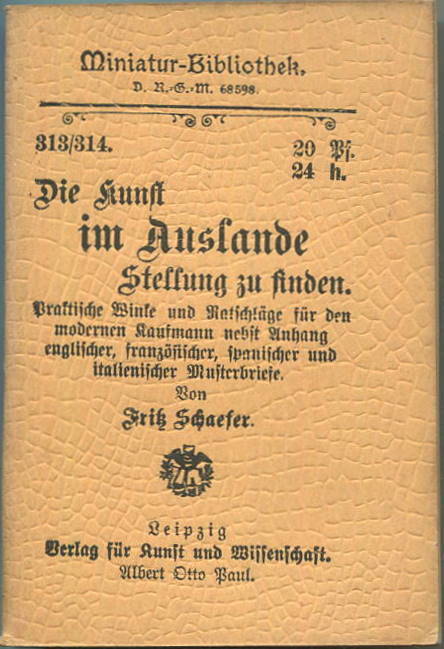 Miniatur-Bibliothek.
D. R.-G.-M. 68598.
313/314.
20 Pf.
24 h.
Die Kunst
im Auslande
Stellung zu finden.
Praktische Winke und Ratschläge für den
modernen Kaufmann nebst Anhang
englischer, französischer, spanischer und
italienischer Musterbriefe.
Von
Fritz Schaefer.
Leipzig
Verlag für Kunst und Wissenschaft.
Albert Otto Paul.